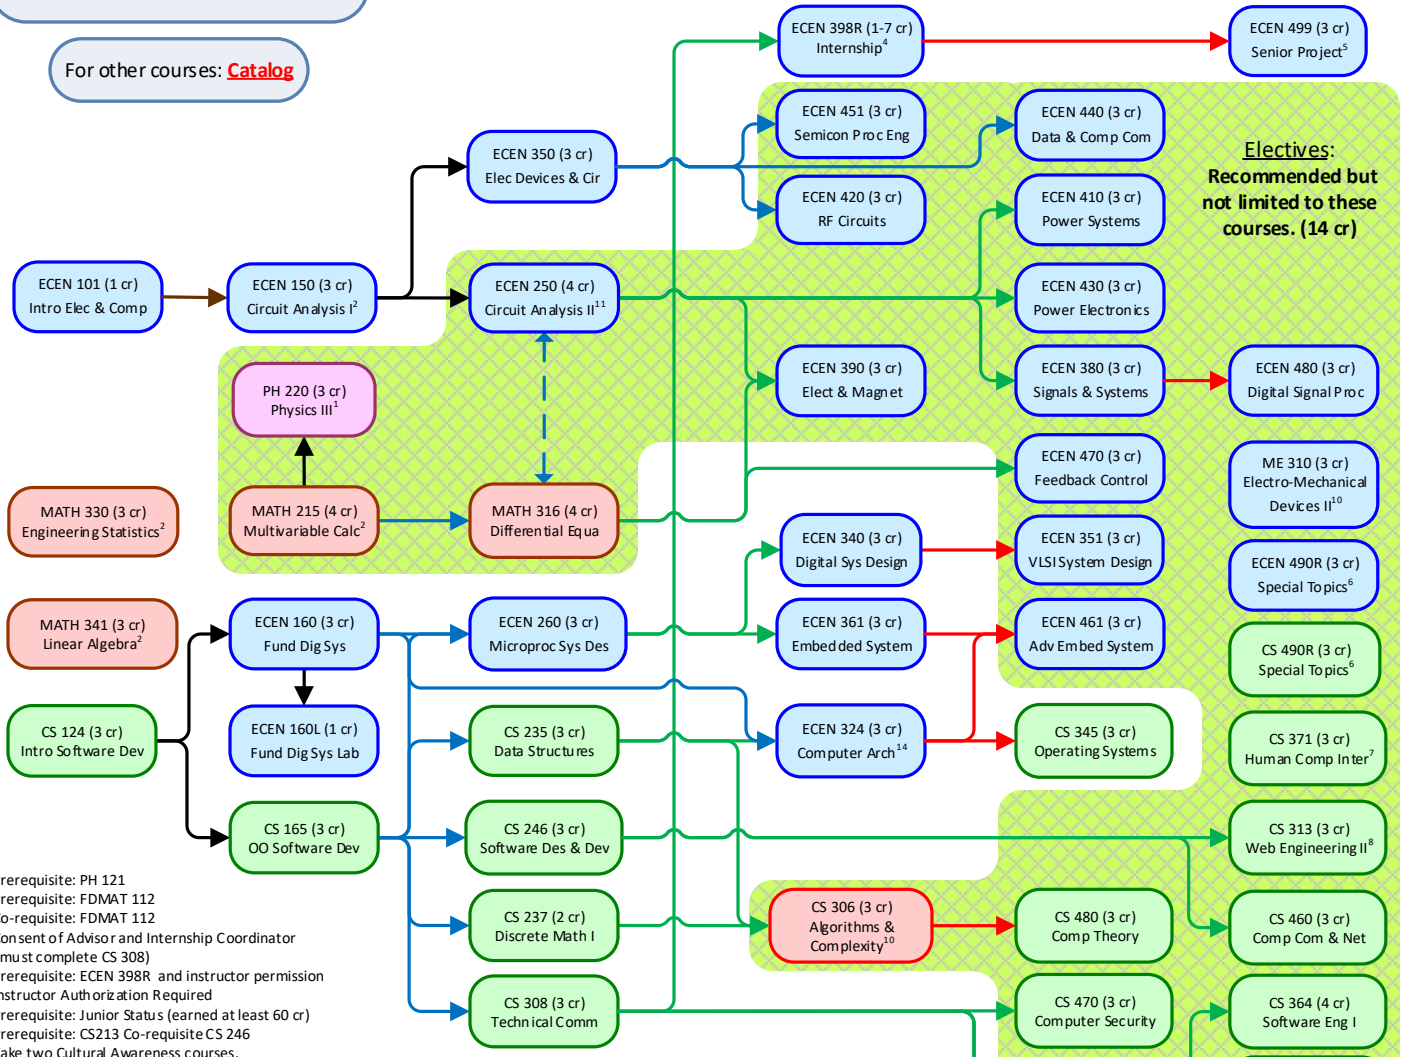 For other courses: Catalog
ECEN 398R (1-7 cr)
Internship4
ECEN 499 (3 cr)
Senior Project5
ECEN 451 (3 cr)
Semicon Proc Eng
ECEN 440 (3 cr)
Data & Comp Com
Electives:
Recommended but
not limited to these
courses. (14 cr)
ECEN 350 (3 cr)
Elec Devices & Cir
ECEN 420 (3 cr)
RF Circuits
ECEN 410 (3 cr)
Power Systems
ECEN 101 (1 cr)
Intro Elec & Comp
ECEN 150 (3 cr)
Circuit Analysis I2
ECEN 250 (4 cr)
Circuit Analysis II11
ECEN 430 (3 cr)
Power Electronics
PH 220 (3 cr)
Physics III1
ECEN 390 (3 cr)
Elect & Magnet
ECEN 380 (3 cr)
Signals & Systems
ECEN 480 (3 cr)
Digital Signal Proc
ECEN 470 (3 cr)
Feedback Control
ME 310 (3 cr)
Electro-Mechanical
Devices II10
MATH 330 (3 cr)
Engineering Statistics2
MATH 215 (4 cr)
Multivariable Calc2
MATH 316 (4 cr)
Differential Equa
ECEN 340 (3 cr)
Digital Sys Design
ECEN 351 (3 cr)
VLSI System Design
ECEN 490R (3 cr)
Special Topics6
MATH 341 (3 cr)
Linear Algebra2
ECEN 160 (3 cr)
Fund Dig Sys
ECEN 260 (3 cr)
Microproc Sys Des
ECEN 361 (3 cr)
Embedded System
ECEN 461 (3 cr)
Adv Embed System
CS 490R (3 cr)
Special Topics6
CS 124 (3 cr)
Intro Software Dev
ECEN 160L (1 cr)
Fund Dig Sys Lab
CS 235 (3 cr)
Data Structures
ECEN 324 (3 cr)
Computer Arch14
CS 345 (3 cr)
Operating Systems
CS 371 (3 cr)
Human Comp Inter7
CS 165 (3 cr)
OO Software Dev
CS 246 (3 cr)
Software Des & Dev
CS 313 (3 cr)
Web Engineering II8
CS 237 (2 cr)
Discrete Math I
CS 306 (3 cr)
Algorithms &
Complexity10
CS 480 (3 cr)
Comp Theory
CS 460 (3 cr)
Comp Com & Net
CS 308 (3 cr)
Technical Comm
CS 470 (3 cr)
Computer Security
CS 364 (4 cr)
Software Eng I
rerequisite: PH 121
rerequisite: FDMAT 112
o-requisite: FDMAT 112
onsent of Advisor and Internship Coordinator
must complete CS 308)
rerequisite: ECEN 398R and instructor permission
nstructor Authorization Required
rerequisite: Junior Status (earned at least 60 cr)
rerequisite: CS213 Co-requisite CS 246
ake two Cultural Awareness courses.